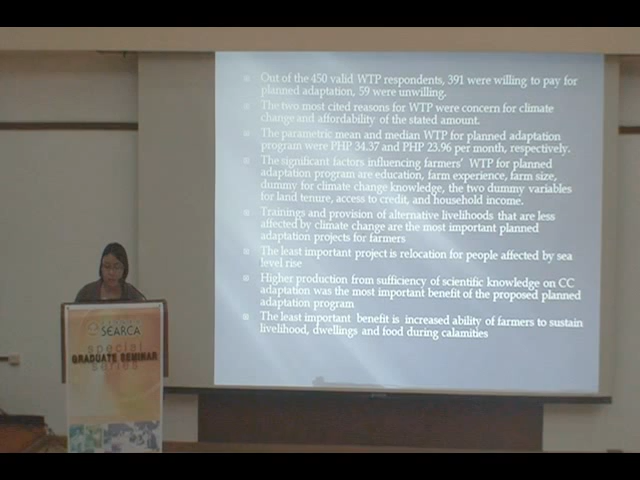 Out of the 450 valid WTP respondents, 391 were willing to pay for
planned adaptation, 59 were unwilling.
The two most cited reasons for WTP were concern for climate
change and affordability of the stated amount.
The parametric mean and median WTP for planned adaptation
program were PHP 34.37 and PHP 23.96 per month, respectively.
The significant factors influencing farmers' WTP for planned
adaptation program are education, farm experience, farm size,
dummy for climate change knowledge, the two dummy variables
for land tenure, access to credit, and household income.
Trainings and provision of alternative livelihoods that are less
affected by climate change are the most important planned
adaptation projects for farmers
The least important project is relocation for people affected by sea
level rise
Higher production from sufficiency of scientific knowledge on CC
adaptation was the most important benefit of the proposed planned
adaptation program
The least important benefit is increased ability of farmers to sustain
livelihood, dwellings and food during calamities
SEARCA
special
GRADUATE SEMINAR
series